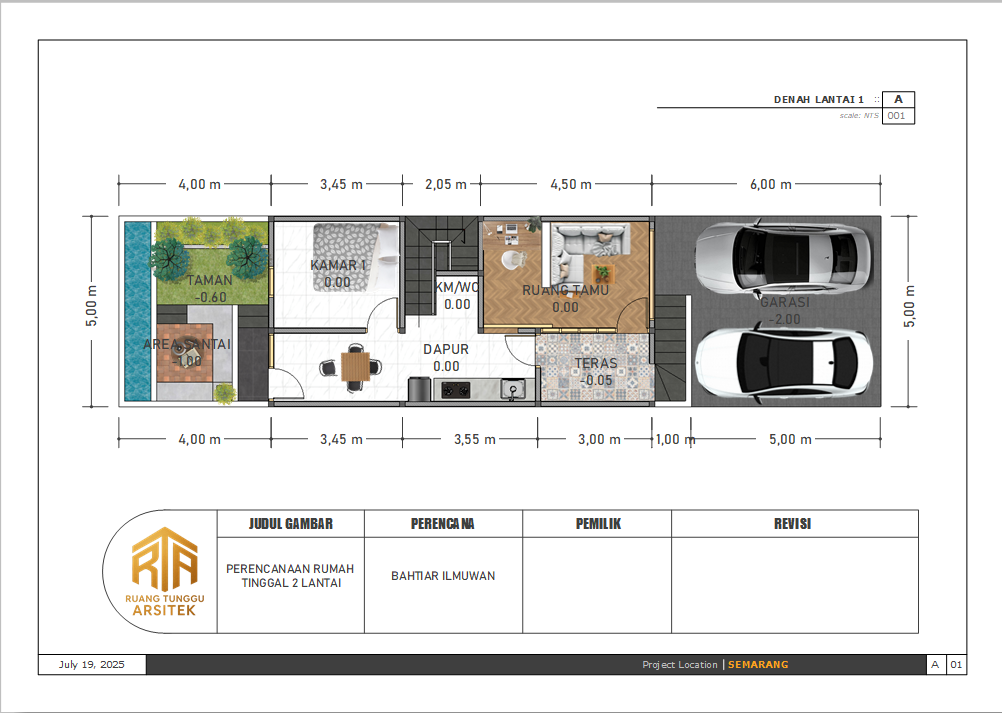 DENAH LANTAI 1 :: A
scale: NTS 001
4,00 m 3,45 m 2,05 m 4,50 m 6,00 m
5,00 m
5,00 m
KAMAR 1
0.00
TAMAN
-0.60
KM/WC
0.00
RUANG TAMU
0.00
GARASI
-2.00
AREA SANTAI
-1.00
DAPUR
0.00
TERAS
-0.05
4,00 m 3,45 m 3,55 m 3,00 m 1,00 m 5,00 m
JUDUL GAMBAR PERENCANA PEMILIK REVISI
PERENCANAAN RUMAH
TINGGAL 2 LANTAI
BAHTIAR ILMUWAN
RTA
RUANG TUNGGU
ARSITEK
July 19, 2025 Project Location | SEMARANG A 01